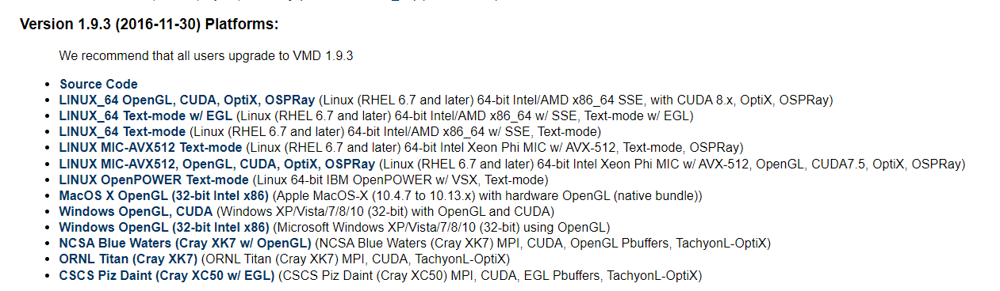 Version 1.9.3 (2016-11-30) Platforms:
We recommend that all users upgrade to VMD 1.9.3
• Source Code
• LINUX_64 OpenGL, CUDA, OptiX, OSPRay (Linux (RHEL 6.7 and later) 64-bit Intel/AMD x86_64 SSE, with CUDA 8.x, OptiX, OSPRay)
• LINUX_64 Text-mode w/ EGL (Linux (RHEL 6.7 and later) 64-bit Intel/AMD x86_64 w/ SSE, Text-mode w/ EGL)
• LINUX_64 Text-mode (Linux (RHEL 6.7 and later) 64-bit Intel/AMD x86_64 w/ SSE, Text-mode)
• LINUX MIC-AVX512 Text-mode (Linux (RHEL 6.7 and later) 64-bit Intel Xeon Phi MIC w/ AVX-512, Text-mode, OSPRay)
• LINUX MIC-AVX512, OpenGL, CUDA, OptiX, OSPRay (Linux (RHEL 6.7 and later) 64-bit Intel Xeon Phi MIC w/ AVX-512, OpenGL, CUDA7.5, OptiX, OSPRay)
• LINUX OpenPOWER Text-mode (Linux 64-bit IBM OpenPOWER w/ VSX, Text-mode)
• MacOS X OpenGL (32-bit Intel x86) (Apple MacOS-X (10.4.7 to 10.13.x) with hardware OpenGL (native bundle))
• Windows OpenGL, CUDA (Windows XP/Vista/7/8/10 (32-bit) with OpenGL and CUDA)
• Windows OpenGL (32-bit Intel x86) (Microsoft Windows XP/Vista/7/8/10 (32-bit) using OpenGL)
• NCSA Blue Waters (Cray XK7 w/ OpenGL) (NCSA Blue Waters (Cray XK7) MPI, CUDA, OpenGL Pbuffers, TachyonL-OptiX)
• ORNL Titan (Cray XK7) (ORNL Titan (Cray XK7) MPI, CUDA, TachyonL-OptiX)
• CSCS Piz Daint (Cray XC50 w/ EGL) (CSCS Piz Daint (Cray XC50) MPI, CUDA, EGL Pbuffers, TachyonL-OptiX)